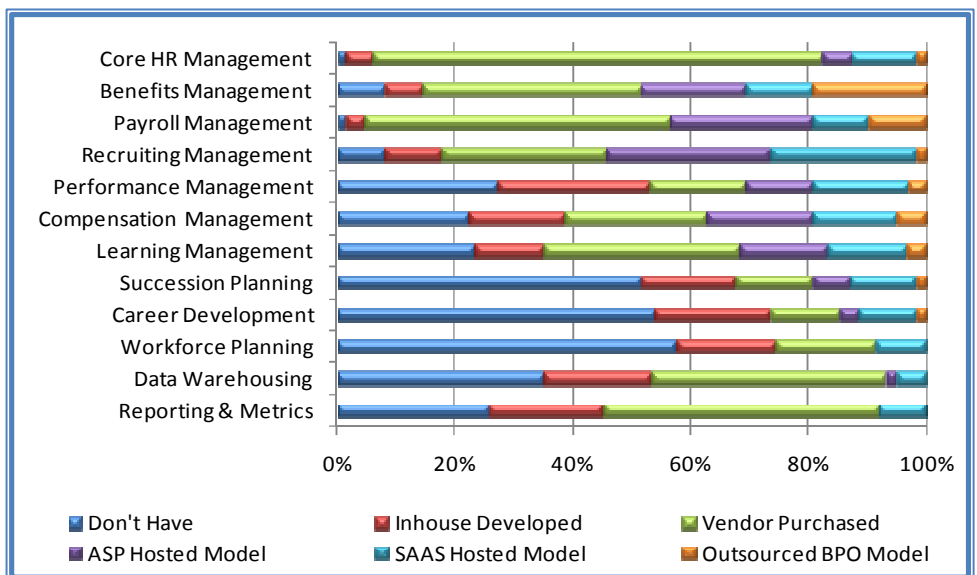 Core HR Management
Benefits Management
Payroll Management
Recruiting Management
Performance Management
Compensation Management
Learning Management
Succession Planning
Career Development
Workforce Planning
Data Warehousing
Reporting & Metrics
0% 20% 40% 60% 80% 100%
Don't Have Inhouse Developed Vendor Purchased
ASP Hosted Model SAAS Hosted Model Outsourced BPO Model